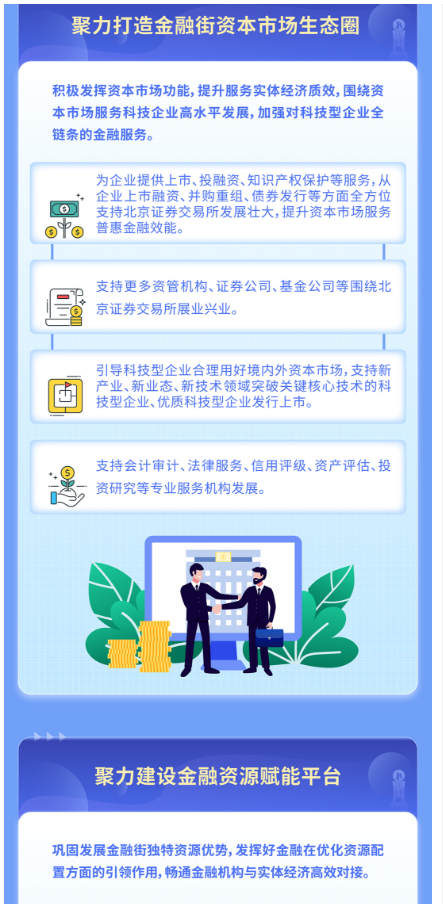 聚力打造金融街资本市场生态圈
积极发挥资本市场功能，提升服务实体经济质效，围绕资
本市场服务科技企业高水平发展，加强对科技型企业全
链条的金融服务。
为企业提供上市、投融资、知识产权保护等服务，从
企业上市融资、并购重组、债券发行等方面全方位
支持北京证券交易所发展壮大，提升资本市场服务
普惠金融效能。
支持更多资管机构、证券公司、基金公司等围绕北
京证券交易所展业兴业。
引导科技型企业合理用好境内外资本市场，支持新
产业、新业态、新技术领域突破关键核心技术的科
技型企业、优质科技型企业发行上市。
支持会计审计、法律服务、信用评级、资产评估、投
资研究等专业服务机构发展。
聚力建设金融资源赋能平台
巩固发展金融街独特资源优势，发挥好金融在优化资源配
置方面的引领作用，畅通金融机构与实体经济高效对接。